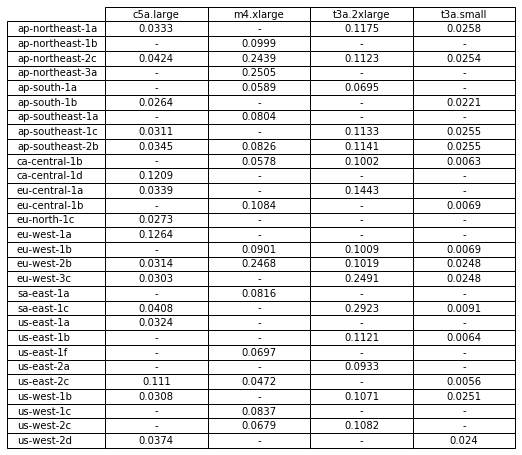 c5a.large m4.xlarge t3a.2xlarge t3a.small
ap-northeast-1a 0.0333 - 0.1175 0.0258
ap-northeast-1b - 0.0999 - -
ap-northeast-2c 0.0424 0.2439 0.1123 0.0254
ap-northeast-3a - 0.2505 - -
ap-south-1a - 0.0589 0.0695 -
ap-south-1b 0.0264 - - 0.0221
ap-southeast-1a - 0.0804 - -
ap-southeast-1c 0.0311 - 0.1133 0.0255
ap-southeast-2b 0.0345 0.0826 0.1141 0.0255
ca-central-1b - 0.0578 0.1002 0.0063
ca-central-1d 0.1209 - - -
eu-central-1a 0.0339 - 0.1443 -
eu-central-1b - 0.1084 - 0.0069
eu-north-1c 0.0273 - - -
eu-west-1a 0.1264 - - -
eu-west-1b - 0.0901 0.1009 0.0069
eu-west-2b 0.0314 0.2468 0.1019 0.0248
eu-west-3c 0.0303 - 0.2491 0.0248
sa-east-1a - 0.0816 - -
sa-east-1c 0.0408 - 0.2923 0.0091
us-east-1a 0.0324 - - -
us-east-1b - - 0.1121 0.0064
us-east-1f - 0.0697 - -
us-east-2a - - 0.0933 -
us-east-2c 0.111 0.0472 - 0.0056
us-west-1b 0.0308 - 0.1071 0.0251
us-west-1c - 0.0837 - -
us-west-2c - 0.0679 0.1082 -
us-west-2d 0.0374 - - 0.024